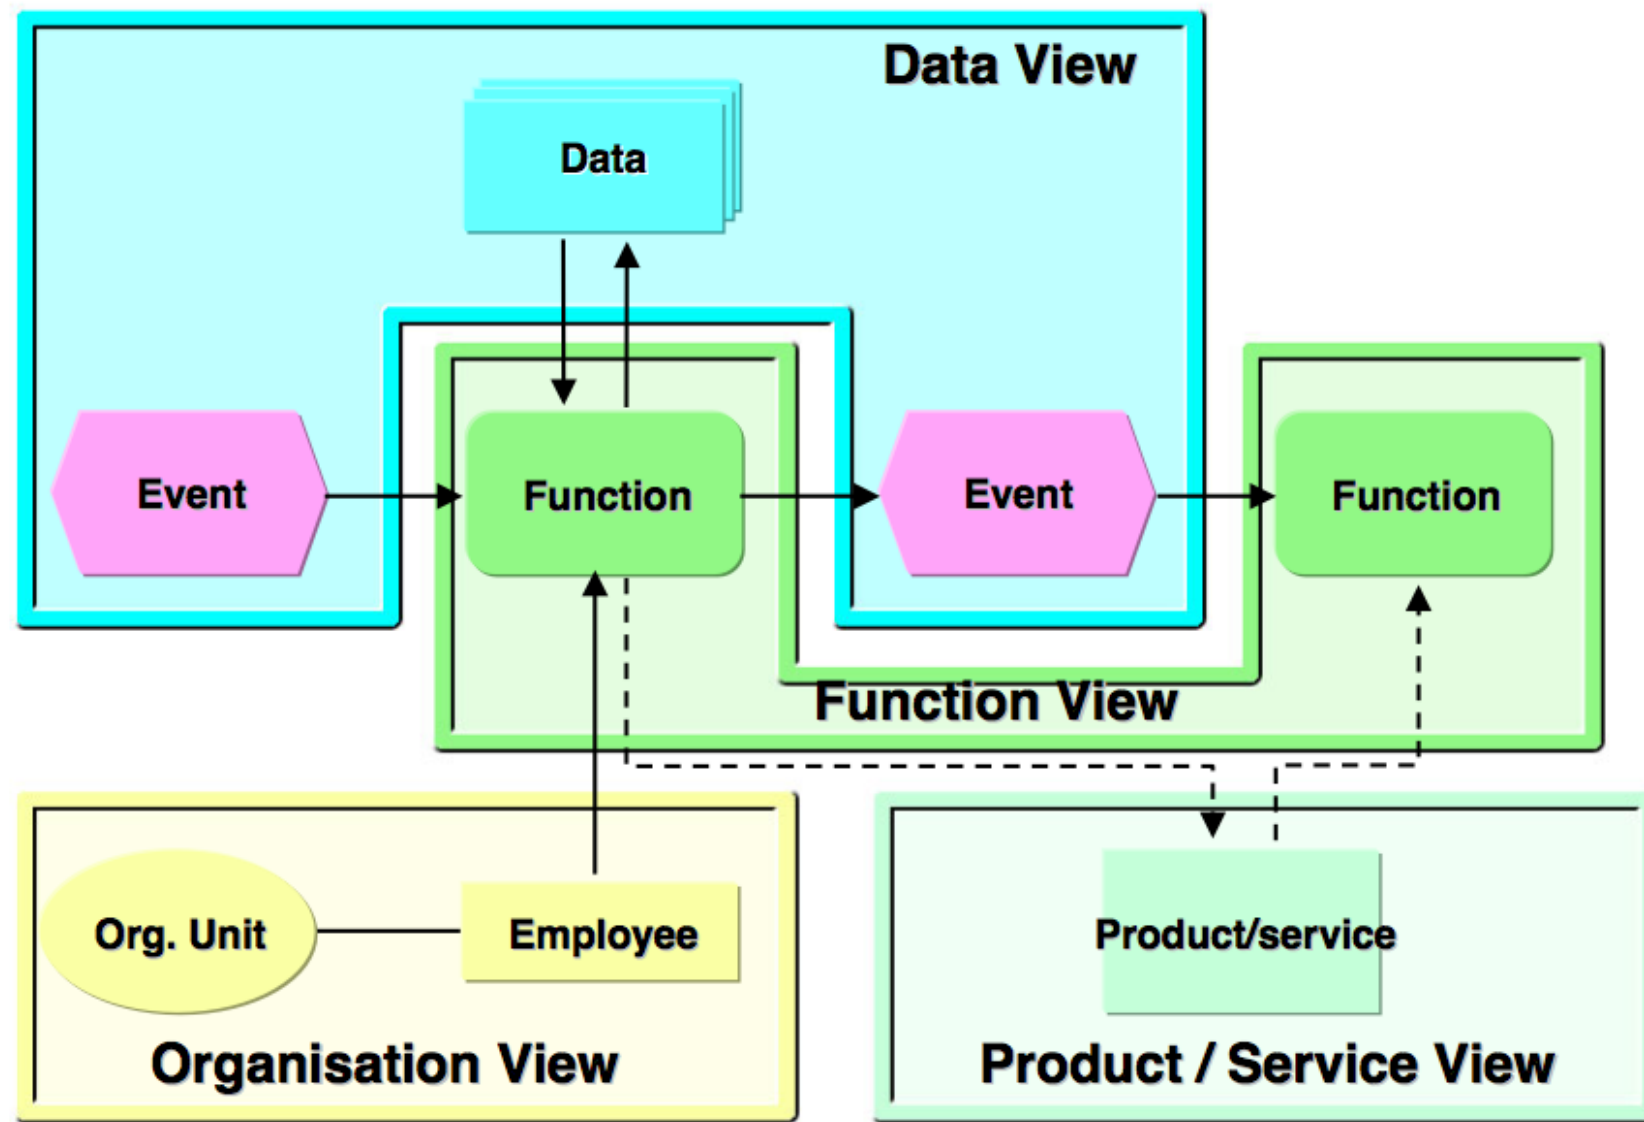 Data View
Data
Event
Function
Event
Function
Function View
Org. Unit
Employee
Product/service
Organisation View
Product / Service View